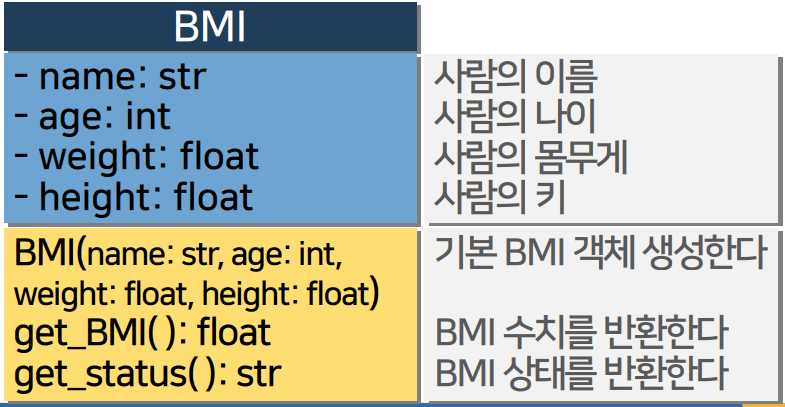 BMI
- name: str
- age: int
- weight: float
- height: float
사람의 이름
사람의 나이
사람의 몸무게
사람의 키
BMI(name: str, age: int,
weight: float, height: float)
get_BMI( ): float
get_status( ): str
기본 BMI 객체 생성한다
BMI 수치를 반환한다
BMI 상태를 반환한다